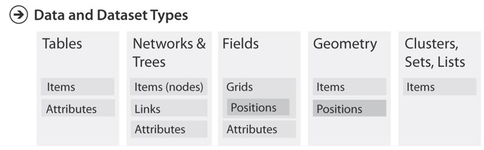 Data and Dataset Types
Tables
Items
Attributes
Networks &
Trees
Items (nodes)
Links
Attributes
Fields
Grids
Positions
Attributes
Geometry
Items
Positions
Clusters,
Sets, Lists
Items